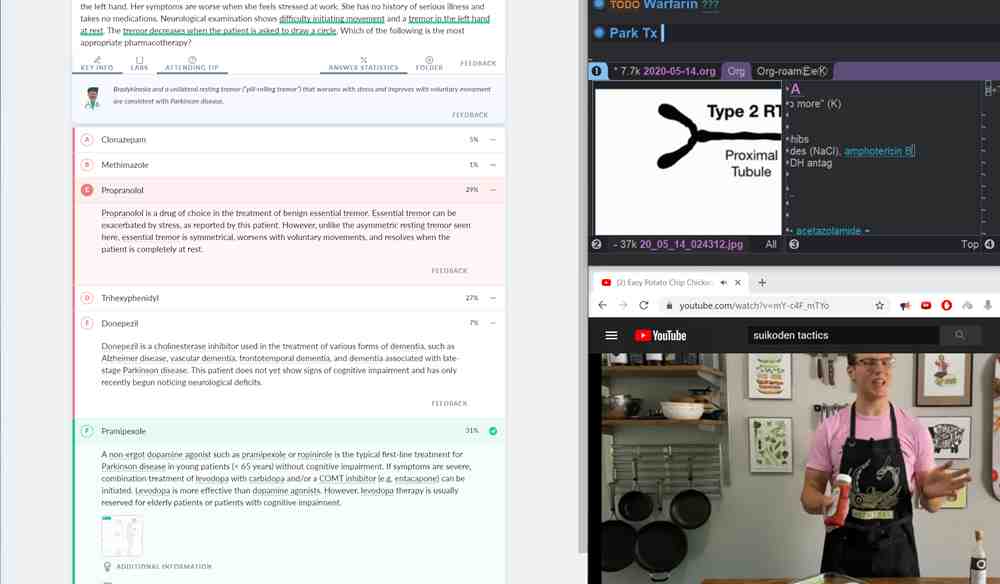 the left hand. Her symptoms are worse when she feels stressed at work. She has no history of serious illness and
takes no medications. Neurological examination shows difficulty initiating movement and a tremor in the left hand
at rest. The tremor decreases when the patient is asked to draw a circle. Which of the following is the most
appropriate pharmacotherapy?
KEY INFO LABS ATTENDING TIP ANSWER STATISTICS FOLDER FEEDBACK
Bradykinesia and a unilateral resting tremor ("pill-rolling tremor") that worsens with stress and improves with voluntary movement
are consistent with Parkinson disease.
FEEDBACK
A Clonazepam 5%
B Methimazole 1%
C Propranolol 29%
Propranolol is a drug of choice in the treatment of benign essential tremor. Essential tremor can be
exacerbated by stress, as reported by this patient. However, unlike the asymmetric resting tremor seen
here, essential tremor is symmetrical, worsens with voluntary movements, and resolves when the
patient is completely at rest.
FEEDBACK
D Trihexyphenidyl 27%
E Donepezil 7%
Donepezil is a cholinesterase inhibitor used in the treatment of various forms of dementia, such as
Alzheimer disease, vascular dementia, frontotemporal dementia, and dementia associated with late-
stage Parkinson disease. This patient does not yet show signs of cognitive impairment and has only
recently begun noticing neurological deficits.
FEEDBACK
F Pramipexole 31%
A non-ergot dopamine agonist such as pramipexole or ropinirole is the typical first-line treatment for
Parkinson disease in young patients (< 65 years) without cognitive impairment. If symptoms are severe,
combination treatment of levodopa with carbidopa and/or a COMT inhibitor (e.g. entacapone) can be
initiated. Levodopa is more effective than dopamine agonists. However, levodopa therapy is usually
reserved for elderly patients or patients with cognitive impairment.
ADDITIONAL INFORMATION
TODO Warfarin ???
Park Tx
1 * 7.7k 2020-05-14.org Org Org-roam
Type 2 RT
Proximal
Tubule
A
more" (K)
hibs
des (NaCl), amphotericin B
DH antag
acetazolamide -
2 - 37k 20_05_14_024312.jpg All 3 Top 4
(2) Easy Potato Chip Chicke
youtube.com/watch?v=mY-c4F_mTYo
YouTube suikoden tactics